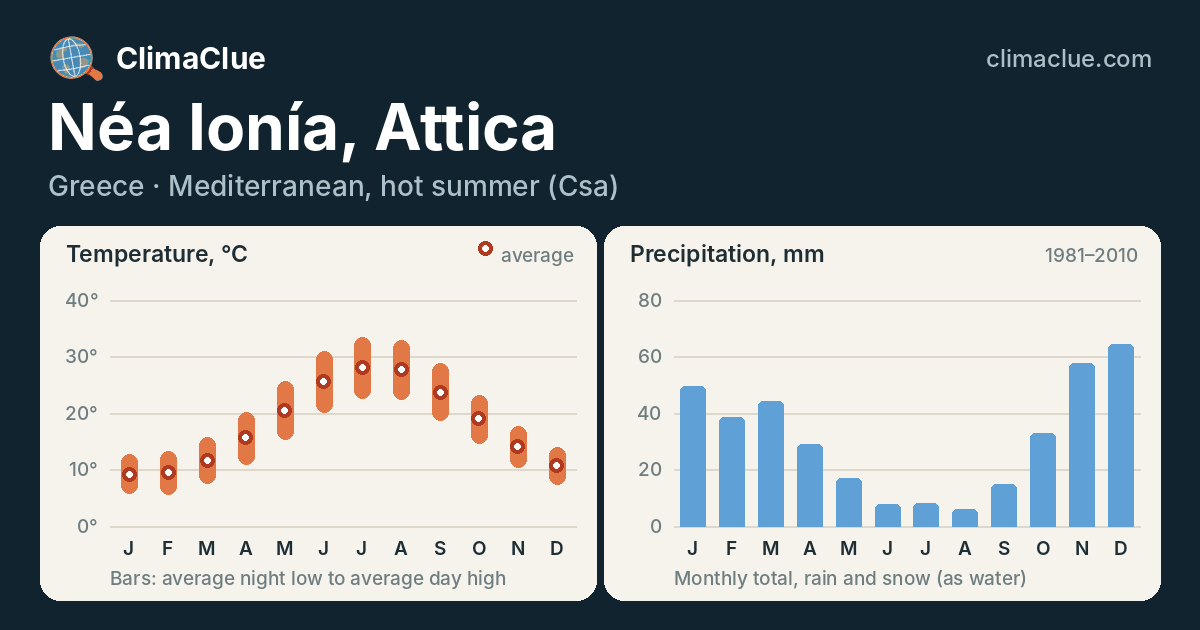 ClimaClue
climaclue.com
Néa Ionía, Attica
Greece · Mediterranean, hot summer (Csa)
Temperature, °C
average
40°
30°
20°
10°
0°
J F M A M J J A S O N D
Bars: average night low to average day high
Precipitation, mm
1981–2010
80
60
40
20
0
J F M A M J J A S O N D
Monthly total, rain and snow (as water)